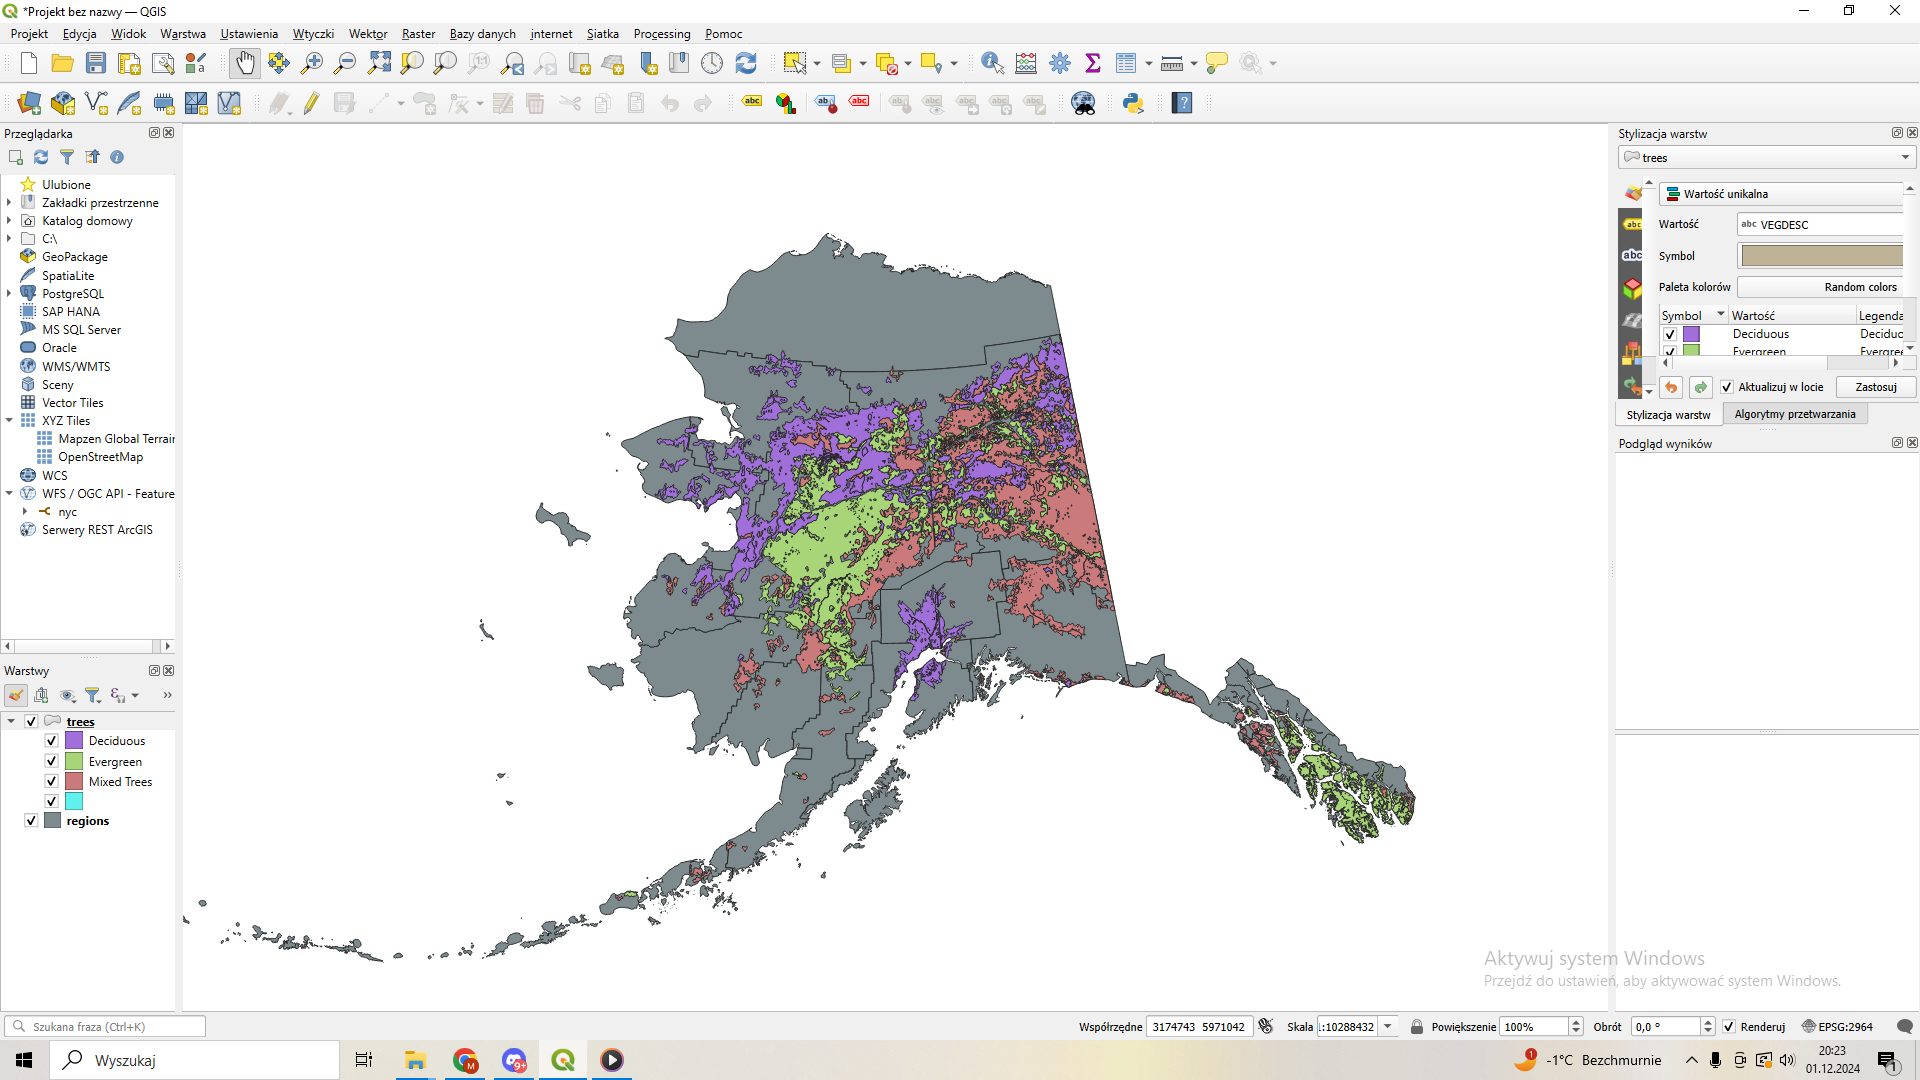 *Projekt bez nazwy — QGIS
Projekt Edycja Widok Warstwa Ustawienia Wtyczki Wektor Raster Bazy danych internet Siatka Processing Pomoc
Przeglądarka
Ulubione
Zakładki przestrzenne
Katalog domowy
C:\
GeoPackage
SpatiaLite
PostgreSQL
SAP HANA
MS SQL Server
Oracle
WMS/WMTS
Sceny
Vector Tiles
XYZ Tiles
Mapzen Global Terrair
OpenStreetMap
WCS
WFS / OGC API - Feature
nyc
Serwery REST ArcGIS
Warstwy
trees
Deciduous
Evergreen
Mixed Trees
regions
Stylizacja warstw
trees
Wartość unikalna
Wartość abc VEGDESC
Symbol
Paleta kolorów Random colors
Symbol Wartość Legenda
Deciduous Deciduo
Evergreen Evergree
Aktualizuj w locie Zastosuj
Stylizacja warstw Algorytmy przetwarzania
Podgląd wyników
Aktywuj system Windows
Przejdź do ustawień, aby aktywować system Windows.
Szukana fraza (Ctrl+K) Współrzędne 3174743 5971042 Skala 1:10288432 Powiększenie 100% Obrót 0,0 ° Renderuj EPSG:2964
Wyszukaj 9+ 1 -1°C Bezchmurnie 20:23
01.12.2024 1